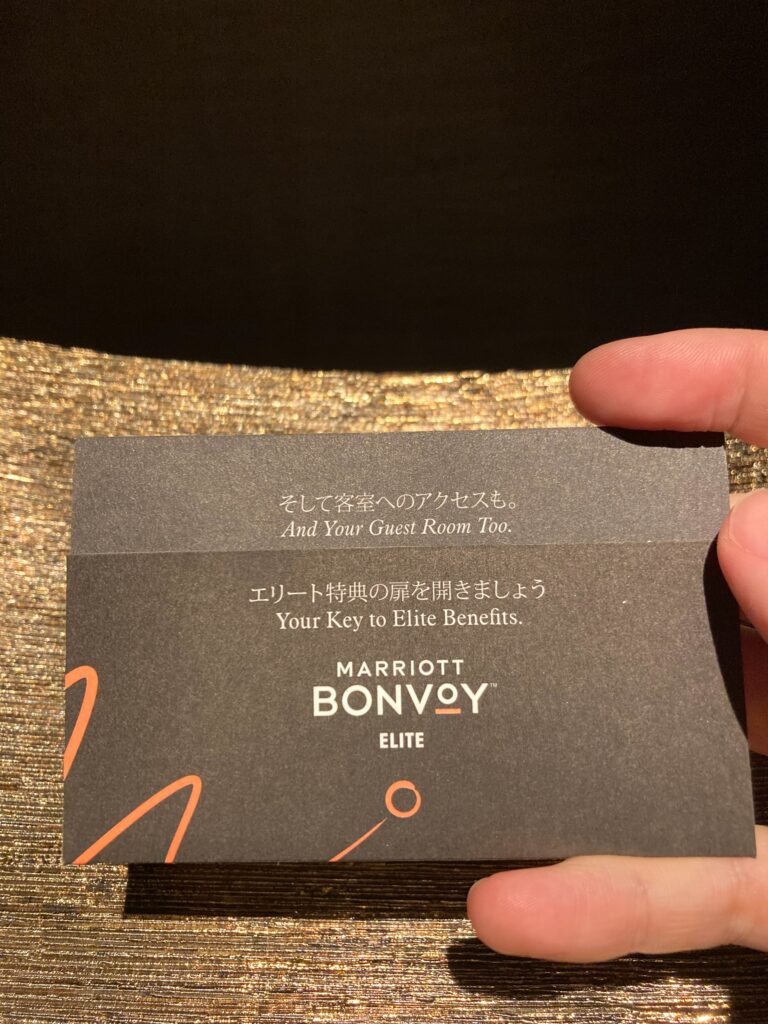 そして客室へのアクセスも。
And Your Guest Room Too.
エリート特典の扉を開きましょう
Your Key to Elite Benefits.
MARRIOTT
BONVOY™
ELITE